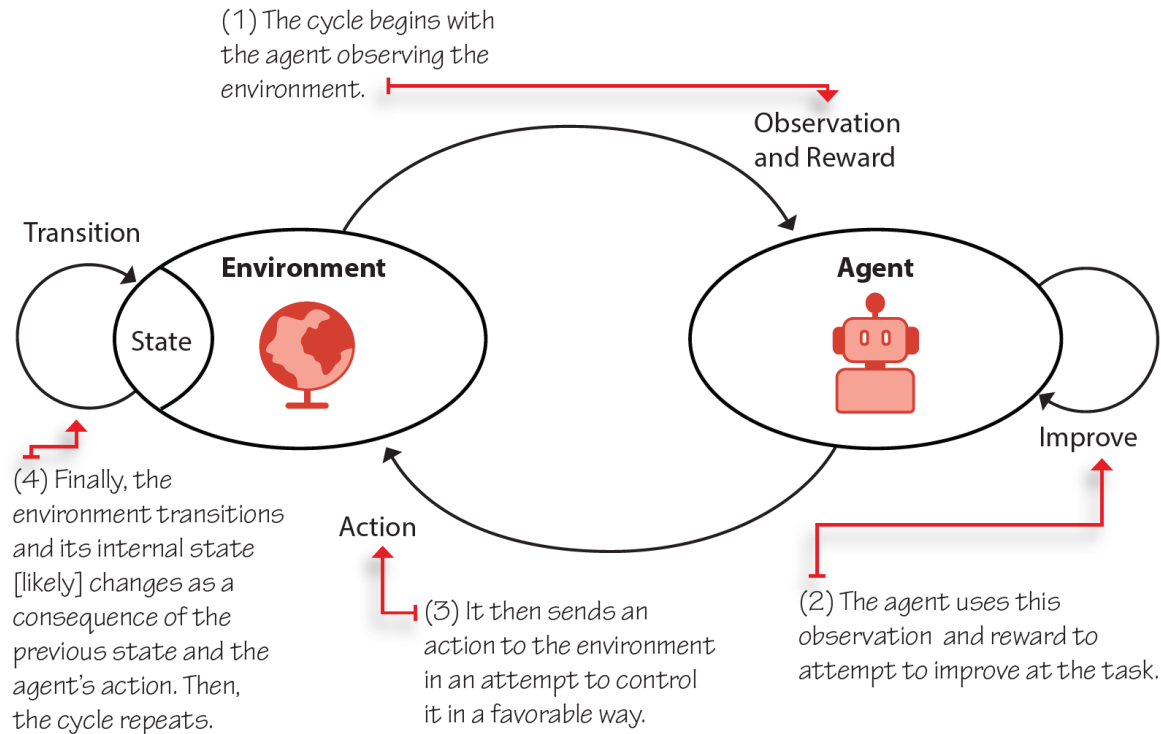 (1) The cycle begins with
the agent observing the
environment.
Observation
and Reward
Transition
Environment
Agent
State
Improve
(4) Finally, the
environment transitions
and its internal state
[likely] changes as a
consequence of the
previous state and the
agent's action. Then,
the cycle repeats.
Action
(3) It then sends an
action to the environment
in an attempt to control
it in a favorable way.
(2) The agent uses this
observation and reward to
attempt to improve at the task.